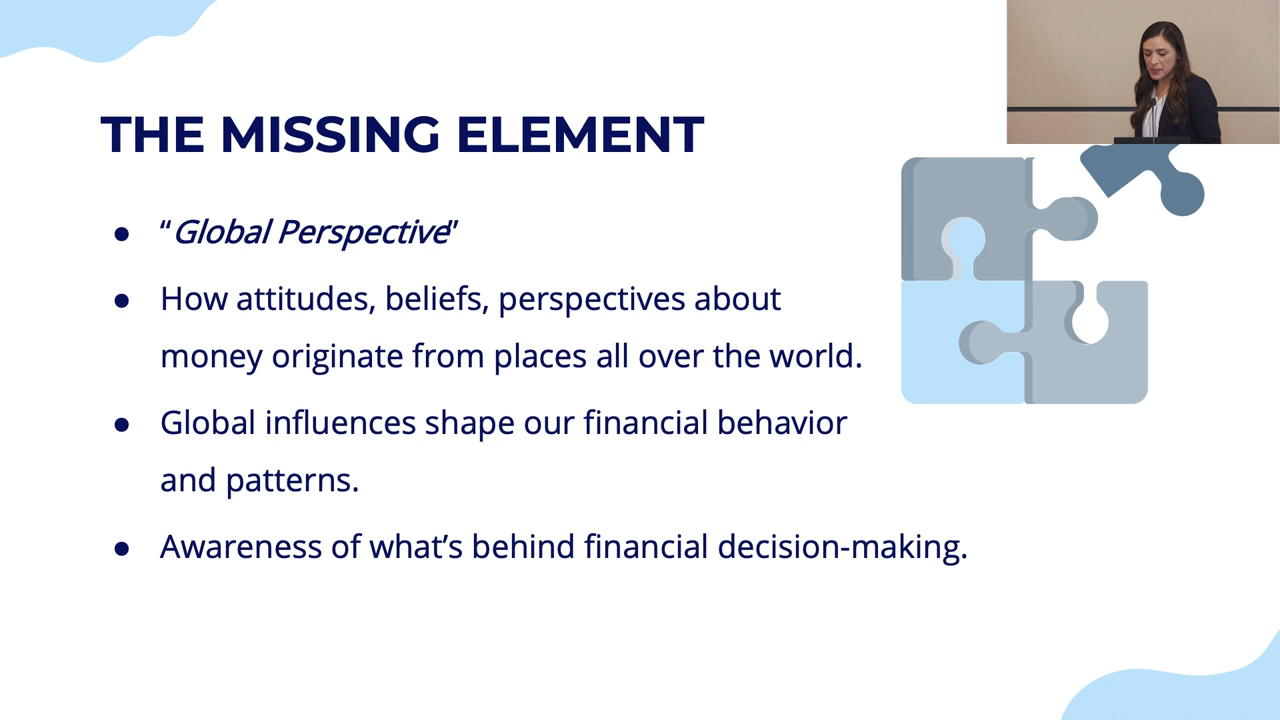 THE MISSING ELEMENT
● “Global Perspective”
● How attitudes, beliefs, perspectives about
money originate from places all over the world.
● Global influences shape our financial behavior
and patterns.
● Awareness of what’s behind financial decision-making.